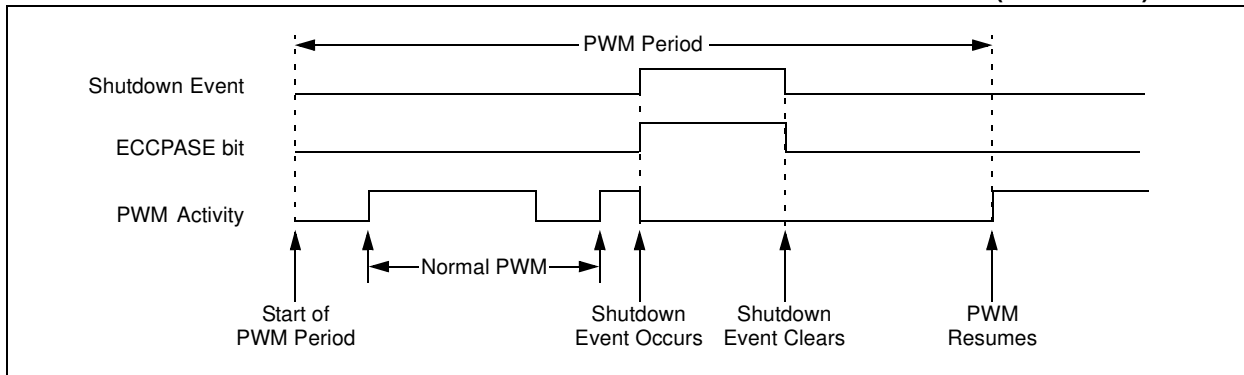 PWM Period
Shutdown Event
ECCPASE bit
PWM Activity
Normal PWM
Start of
PWM Period
Shutdown
Event Occurs
Shutdown
Event Clears
PWM
Resumes